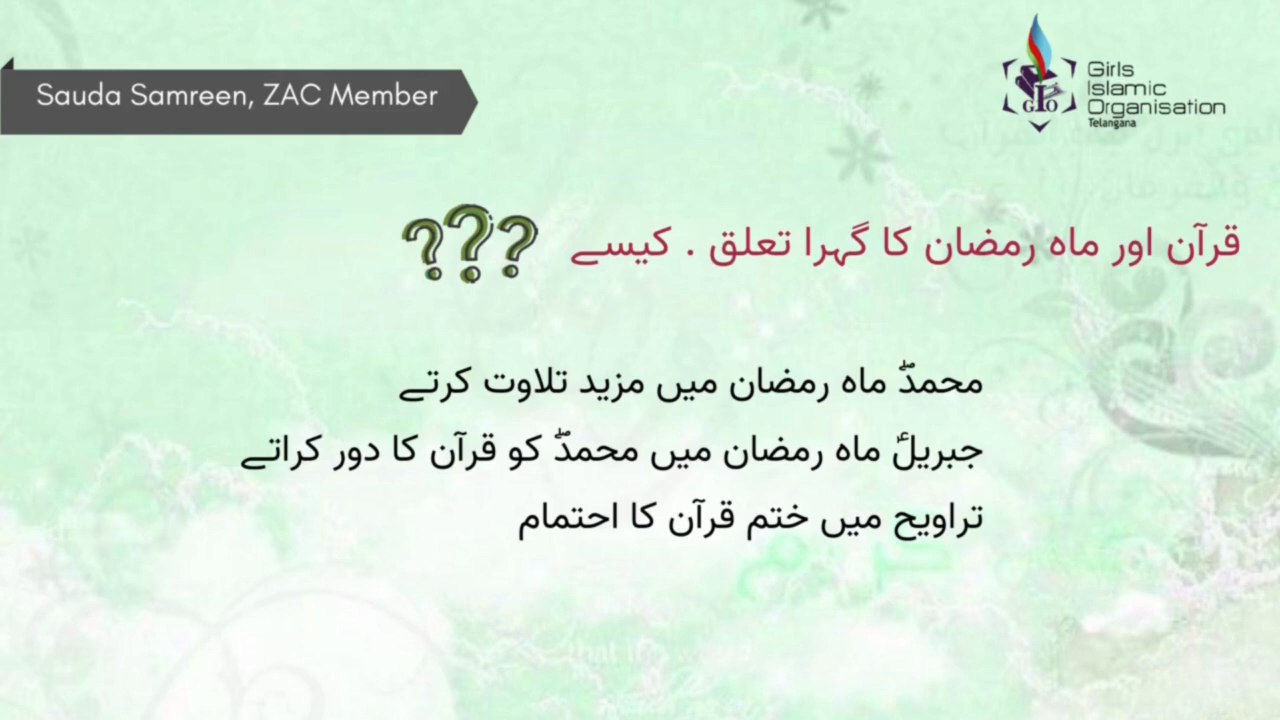 Sauda Samreen, ZAC Member
Girls
Islamic
Organisation
Telangana
GIO
قرآن اور ماہ رمضان کا گہرا تعلق . کیسے ???
محمدؐ ماہ رمضان میں مزید تلاوت کرتے
جبریلؑ ماہ رمضان میں محمدؐ کو قرآن کا دور کراتے
تراویح میں ختم قرآن کا احتمام